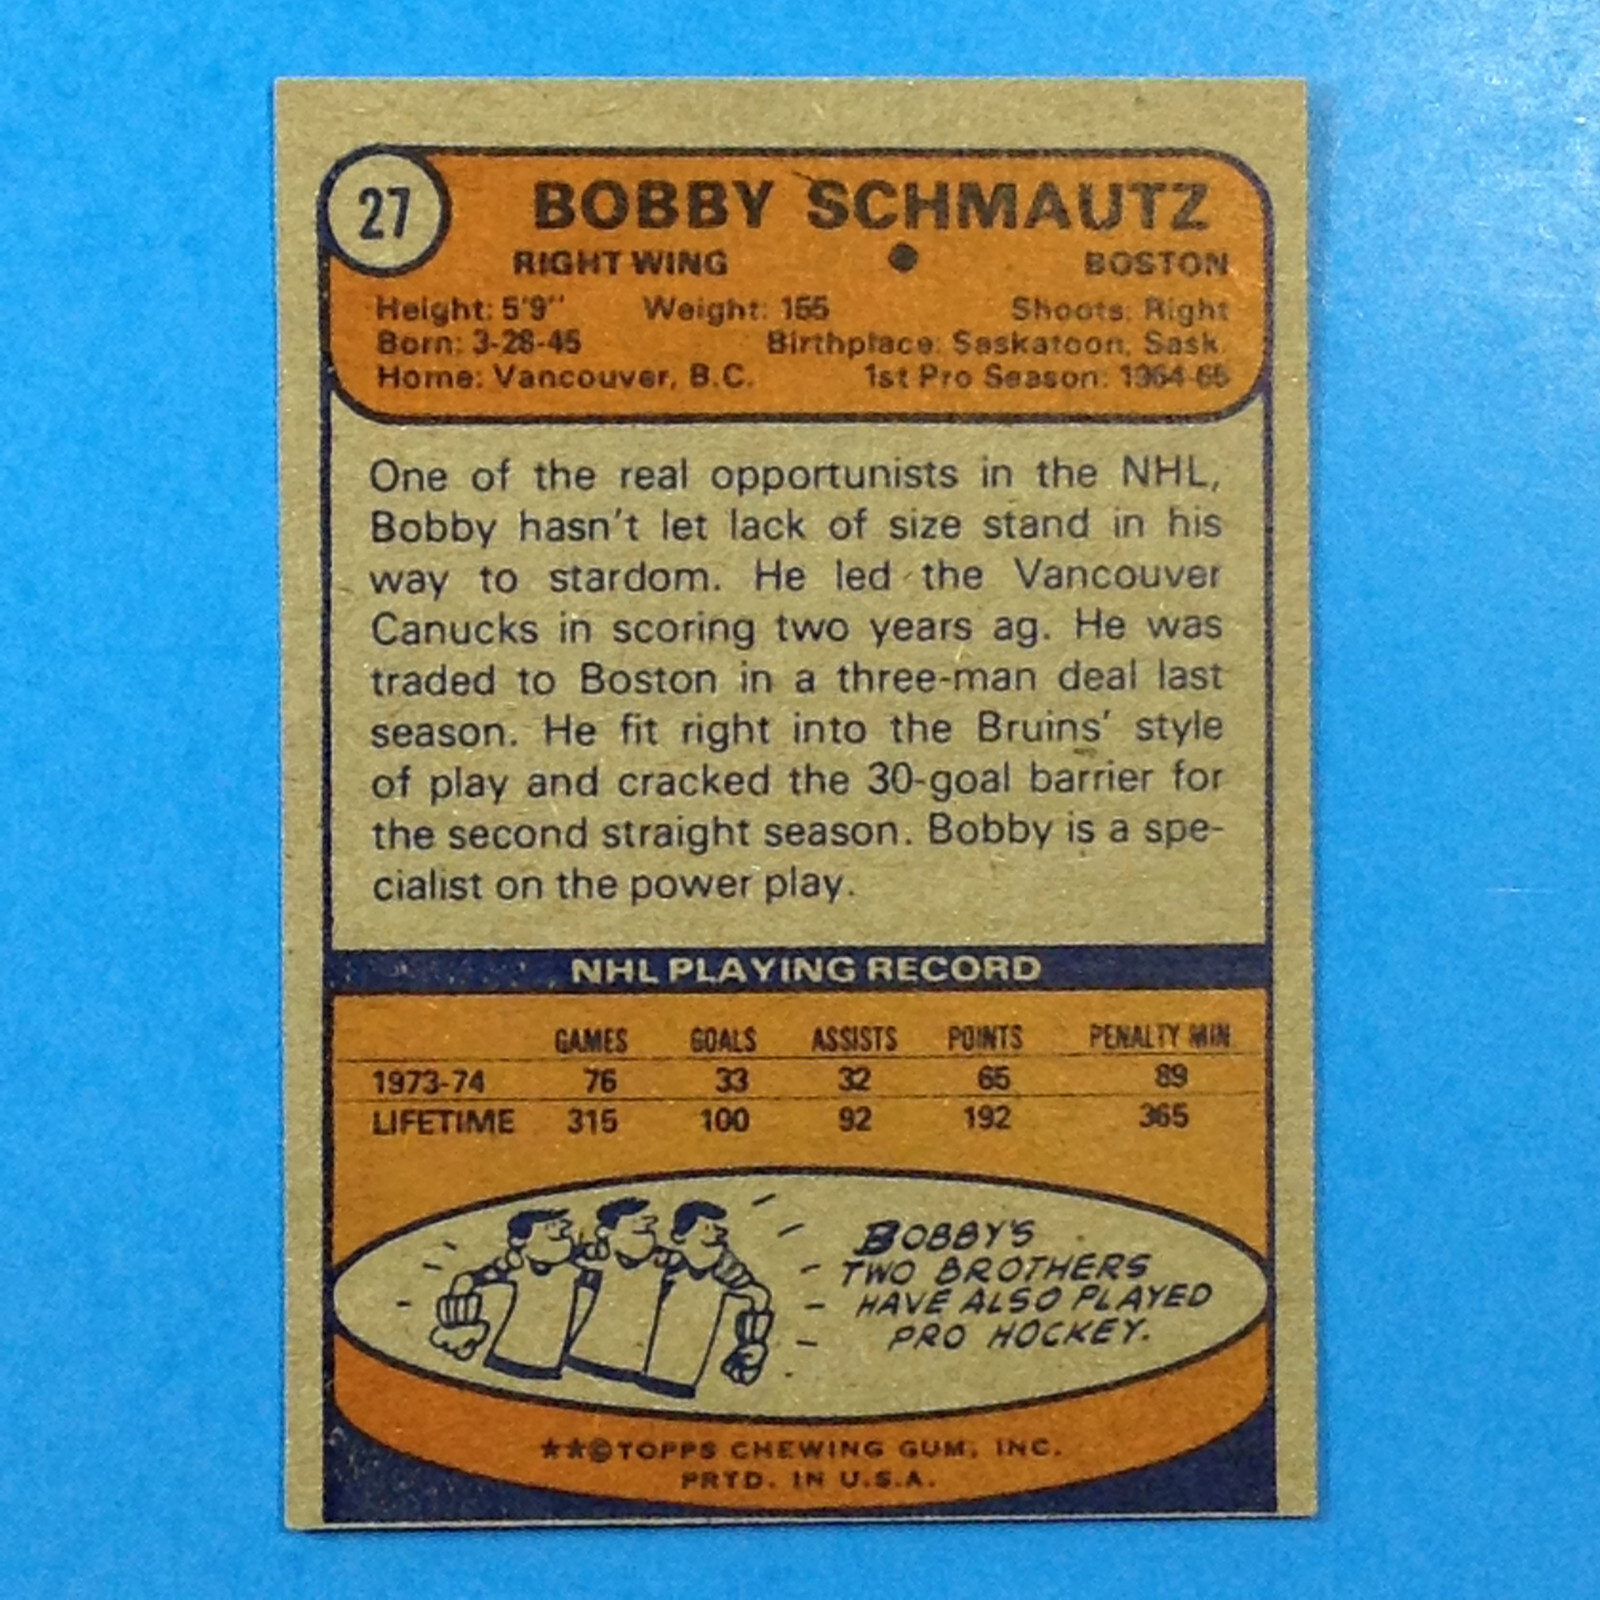 27
BOBBY SCHMAUTZ
RIGHT WING ● BOSTON
Height: 5'9" Weight: 155 Shoots: Right
Born: 3-28-45 Birthplace: Saskatoon, Sask.
Home: Vancouver, B.C. 1st Pro Season: 1964-65
One of the real opportunists in the NHL,
Bobby hasn't let lack of size stand in his
way to stardom. He led the Vancouver
Canucks in scoring two years ag. He was
traded to Boston in a three-man deal last
season. He fit right into the Bruins' style
of play and cracked the 30-goal barrier for
the second straight season. Bobby is a spe-
cialist on the power play.
NHL PLAYING RECORD
GAMES GOALS ASSISTS POINTS PENALTY MIN.
1973-74 76 33 32 65 89
LIFETIME 315 100 92 192 365
BOBBY'S
TWO BROTHERS
HAVE ALSO PLAYED
PRO HOCKEY.
★★©TOPPS CHEWING GUM, INC.
PRTD. IN U.S.A.